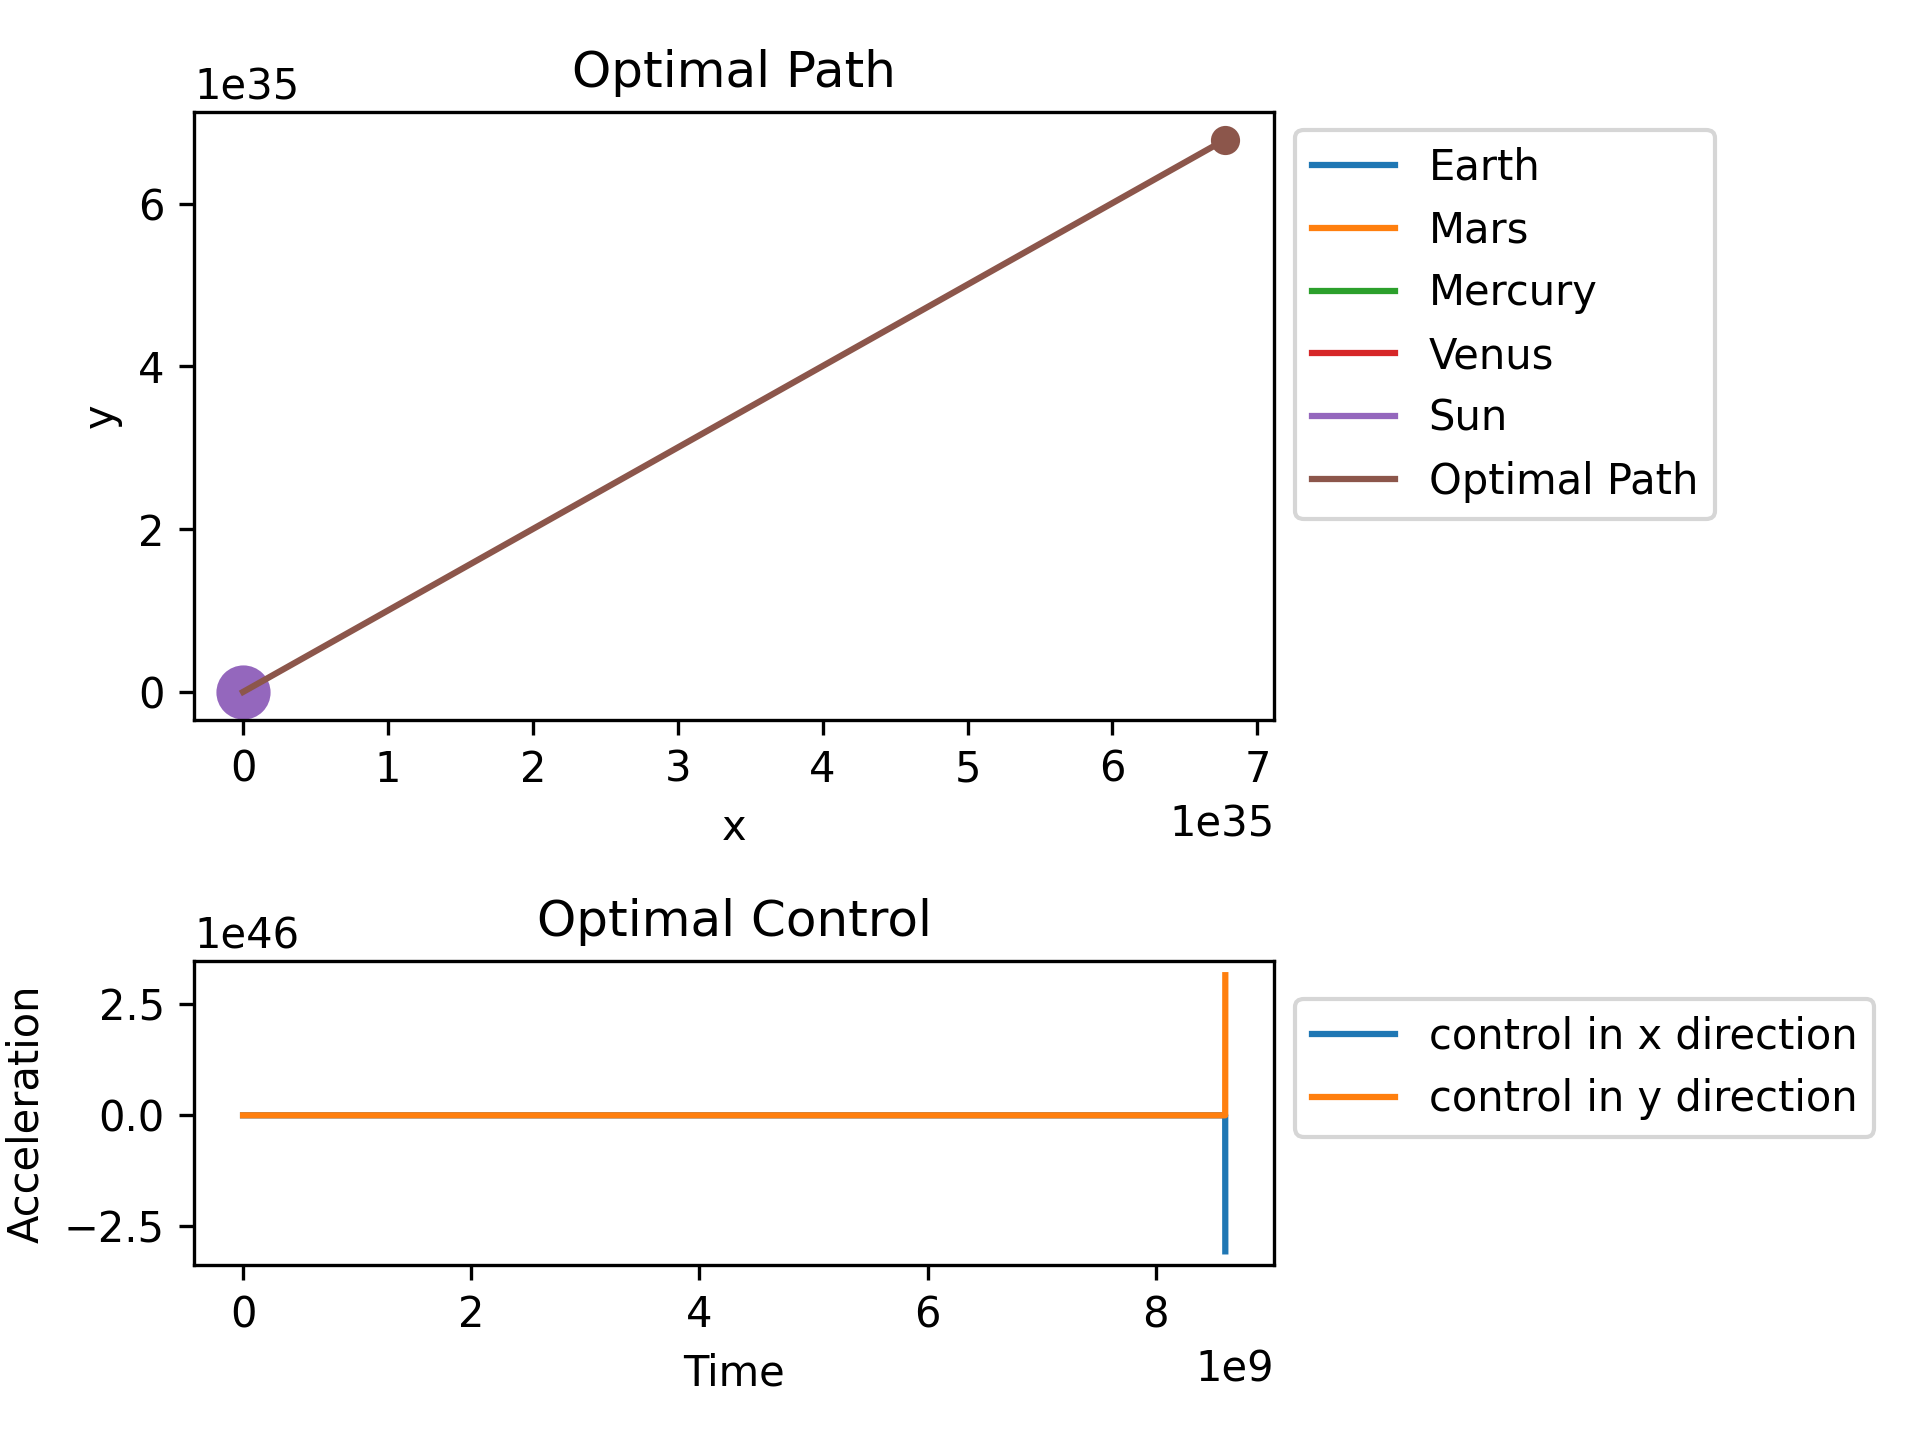 Optimal Path
1e35
6
4
2
0
y
0 1 2 3 4 5 6 7
x
1e35
Earth
Mars
Mercury
Venus
Sun
Optimal Path
Optimal Control
1e46
2.5
0.0
−2.5
Acceleration
0 2 4 6 8
Time
1e9
control in x direction
control in y direction